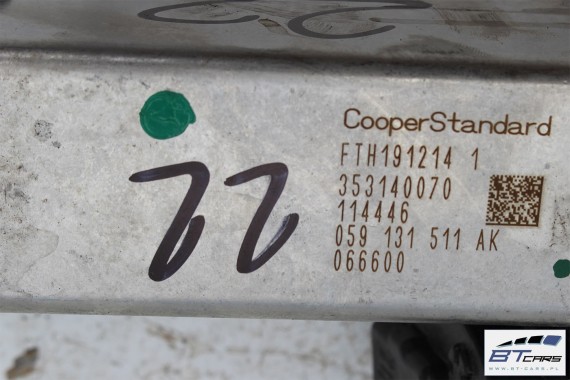 CooperStandard
FTH191214 1
353140070
114446
059 131 511 AK
066600
22
BTCARS
WWW.BT-CARS.PL